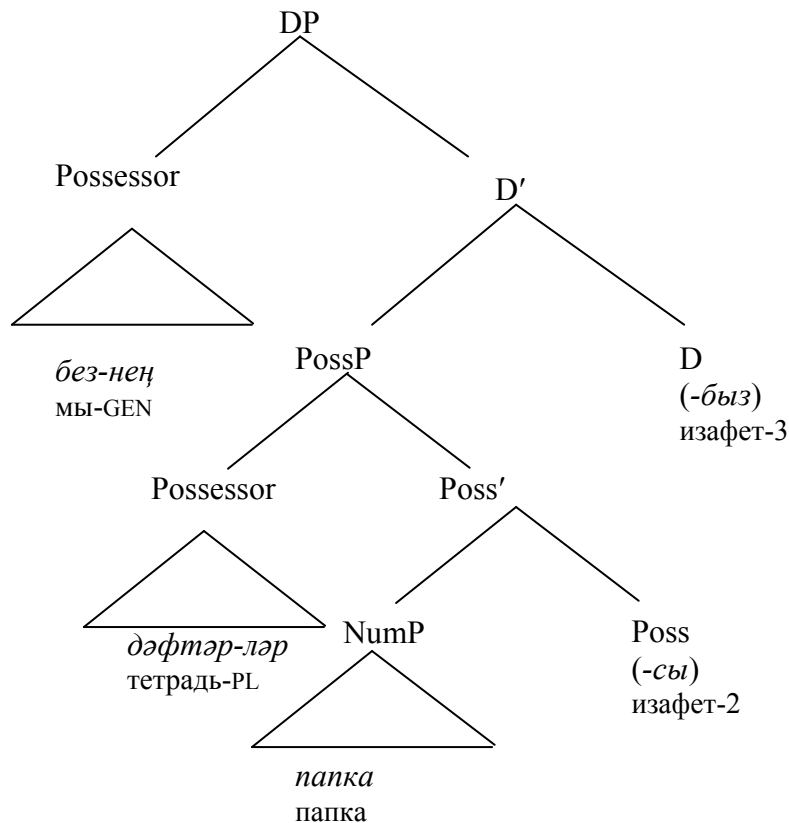 DP
Possessor
D′
без-нең
мы-GEN
PossP
D
(-быз)
изафет-3
Possessor
Poss′
дәфтәр-ләр
тетрадь-PL
NumP
Poss
(-сы)
изафет-2
папка
папка